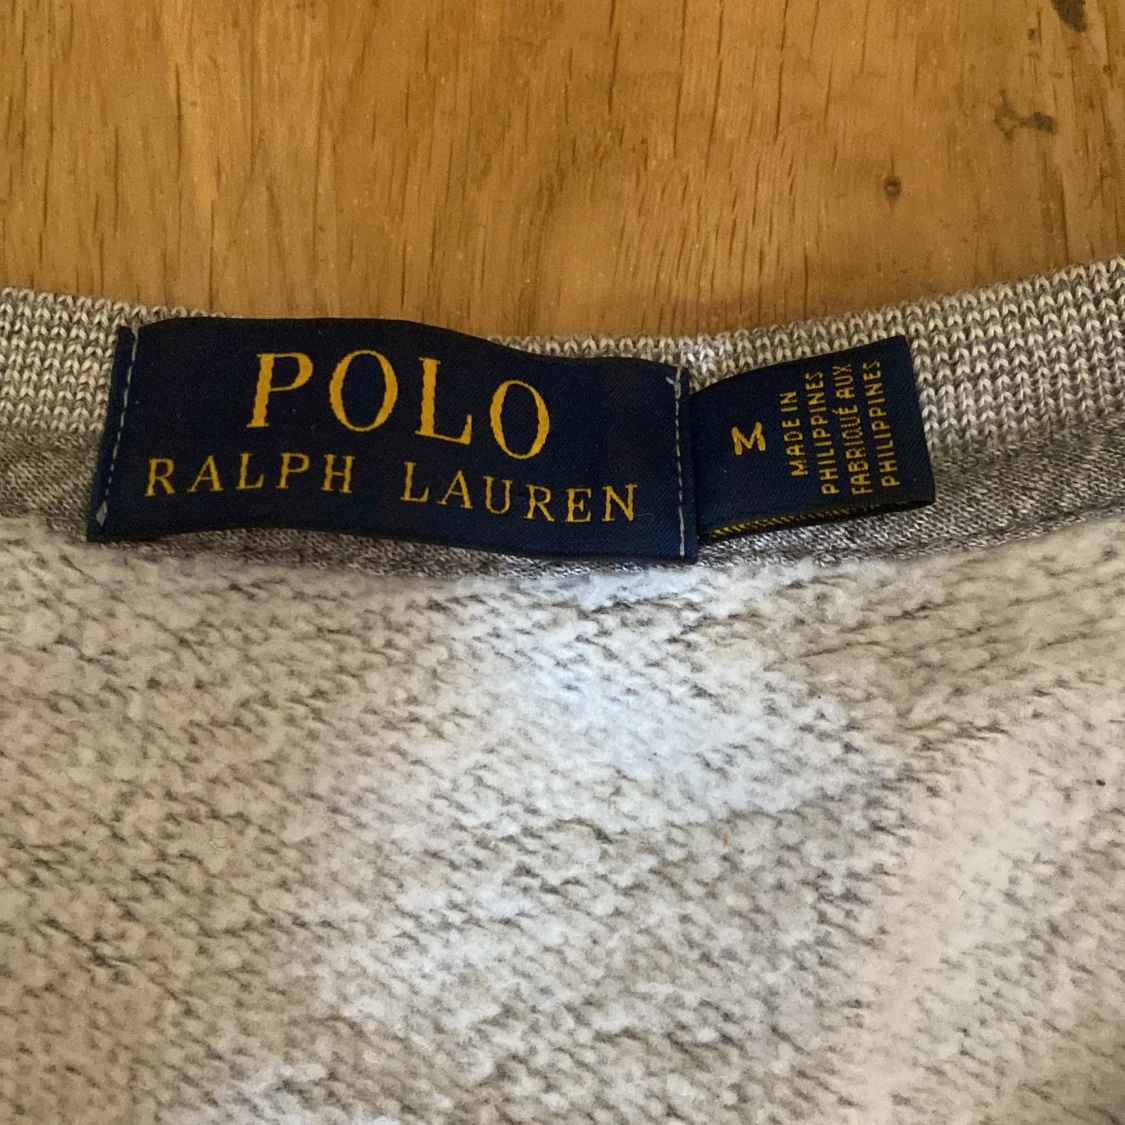 POLO
RALPH LAUREN
M
MADE IN
PHILIPPINES
FABRIQUÉ AUX
PHILIPPINES